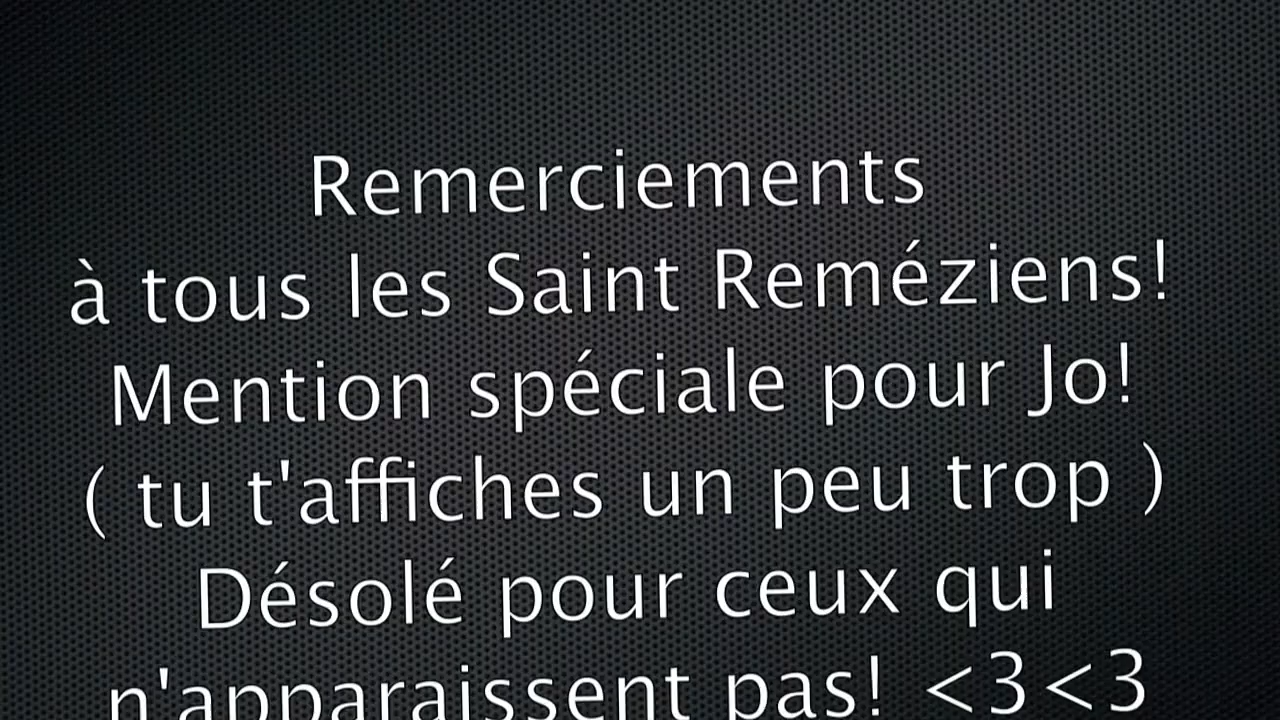 Remerciements
à tous les Saint Reméziens!
Mention spéciale pour Jo!
( tu t'affiches un peu trop )
Désolé pour ceux qui
n'apparaissent pas! <3<3